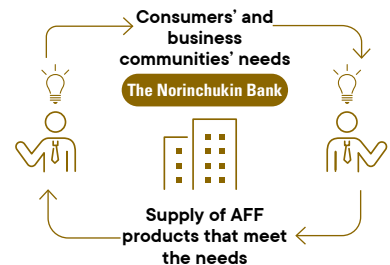 Consumers’ and
business
communities’ needs
The Norinchukin Bank
Supply of AFF
products that meet
the needs